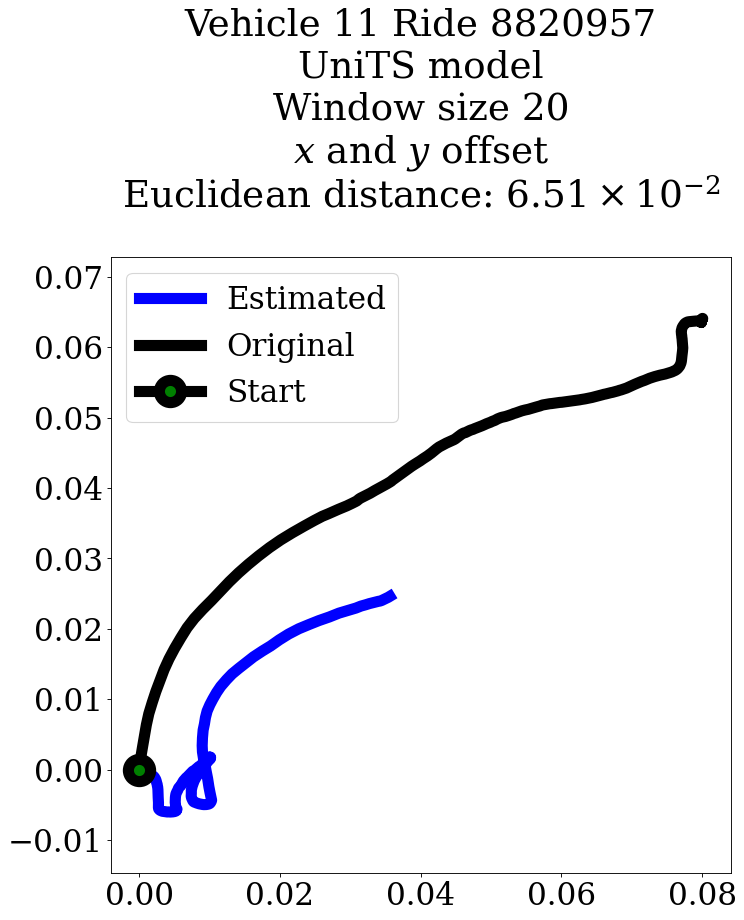 Vehicle 11 Ride 8820957
UniTS model
Window size 20
x and y offset
Euclidean distance: 6.51 × 10⁻²
Estimated
Original
Start
0.07
0.06
0.05
0.04
0.03
0.02
0.01
0.00
−0.01
0.00 0.02 0.04 0.06 0.08